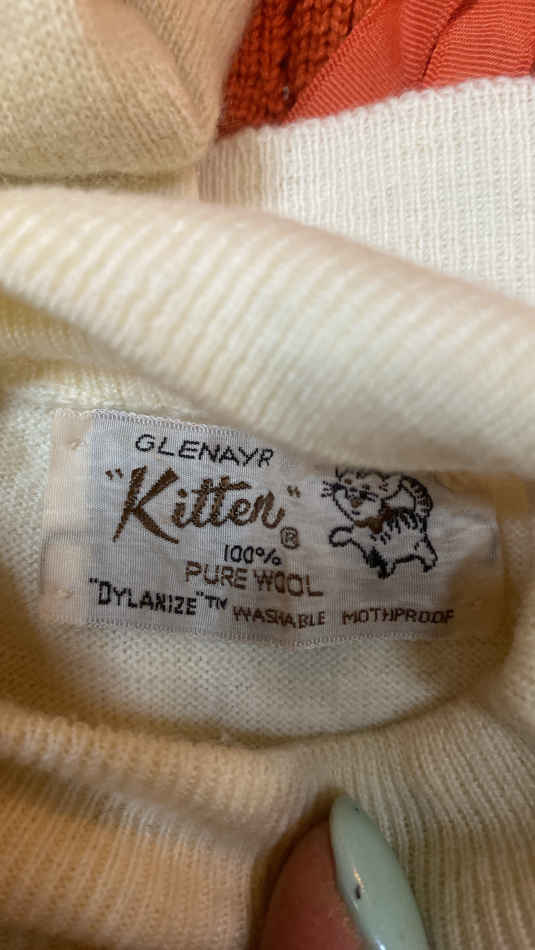 GLENAYR
"Kitten"®
100%
PURE WOOL
"DYLANIZE"™ WASHABLE MOTHPROOF